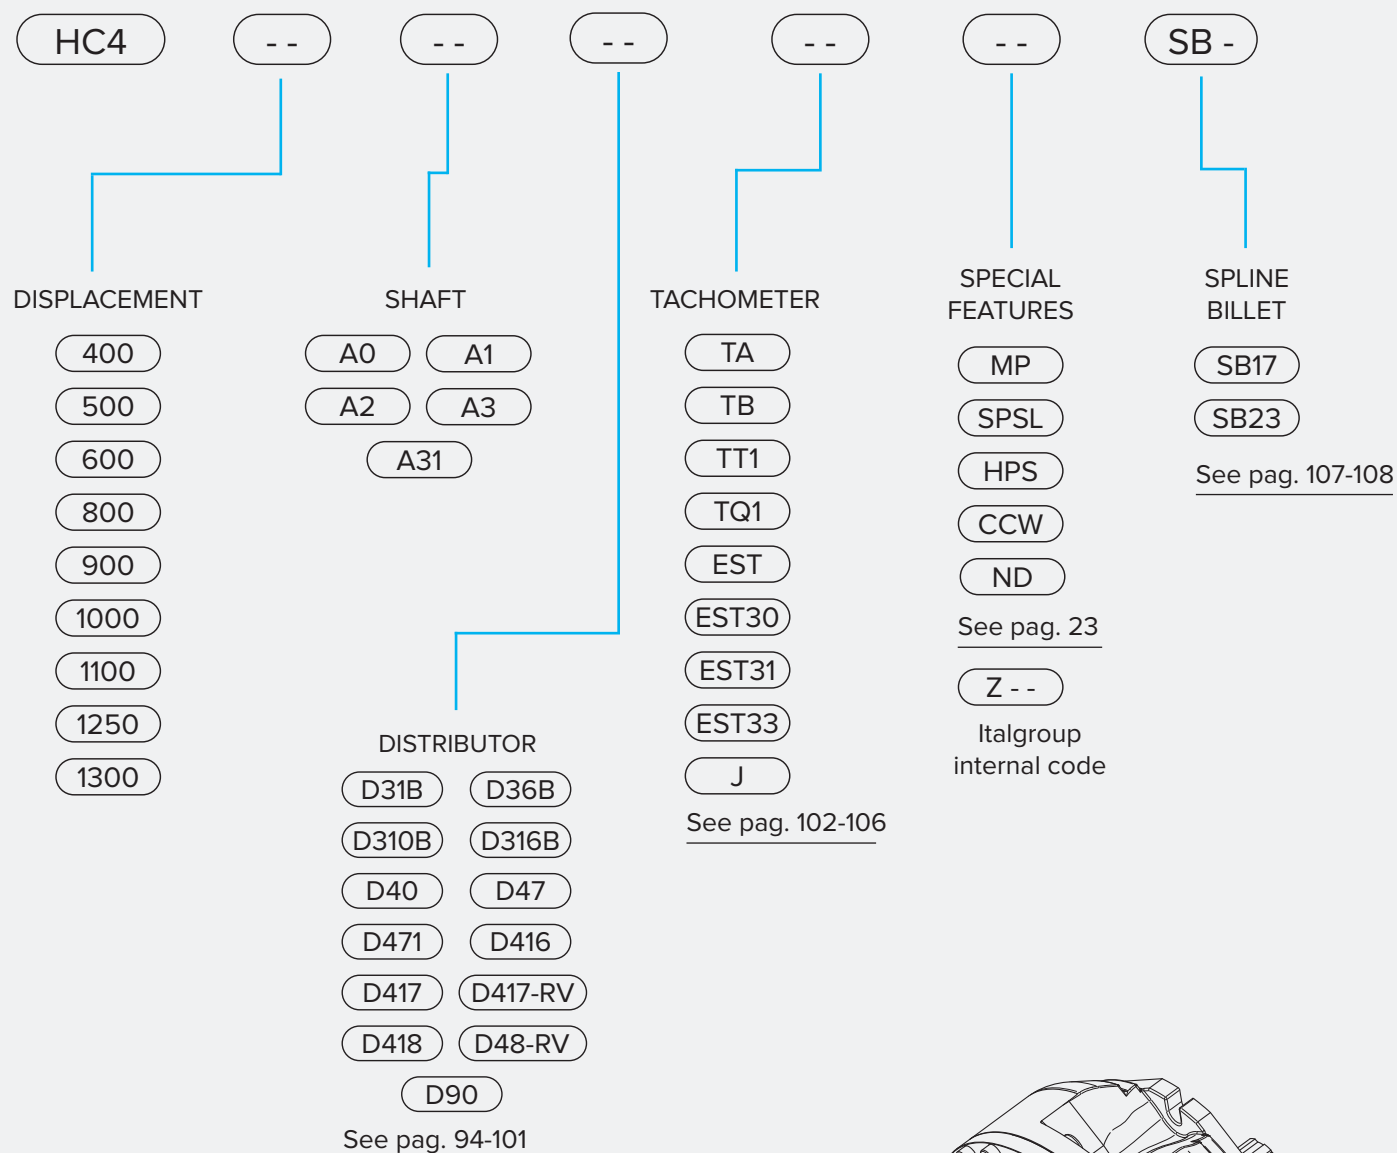 HC4 -- -- -- -- -- SB -
DISPLACEMENT
400
500
600
800
900
1000
1100
1250
1300
SHAFT
A0 A1
A2 A3
A31
DISTRIBUTOR
D31B D36B
D310B D316B
D40 D47
D471 D416
D417 D417-RV
D418 D48-RV
D90
See pag. 94-101
TACHOMETER
TA
TB
TT1
TQ1
EST
EST30
EST31
EST33
J
See pag. 102-106
SPECIAL
FEATURES
MP
SPSL
HPS
CCW
ND
See pag. 23
Z - -
Italgroup
internal code
SPLINE
BILLET
SB17
SB23
See pag. 107-108